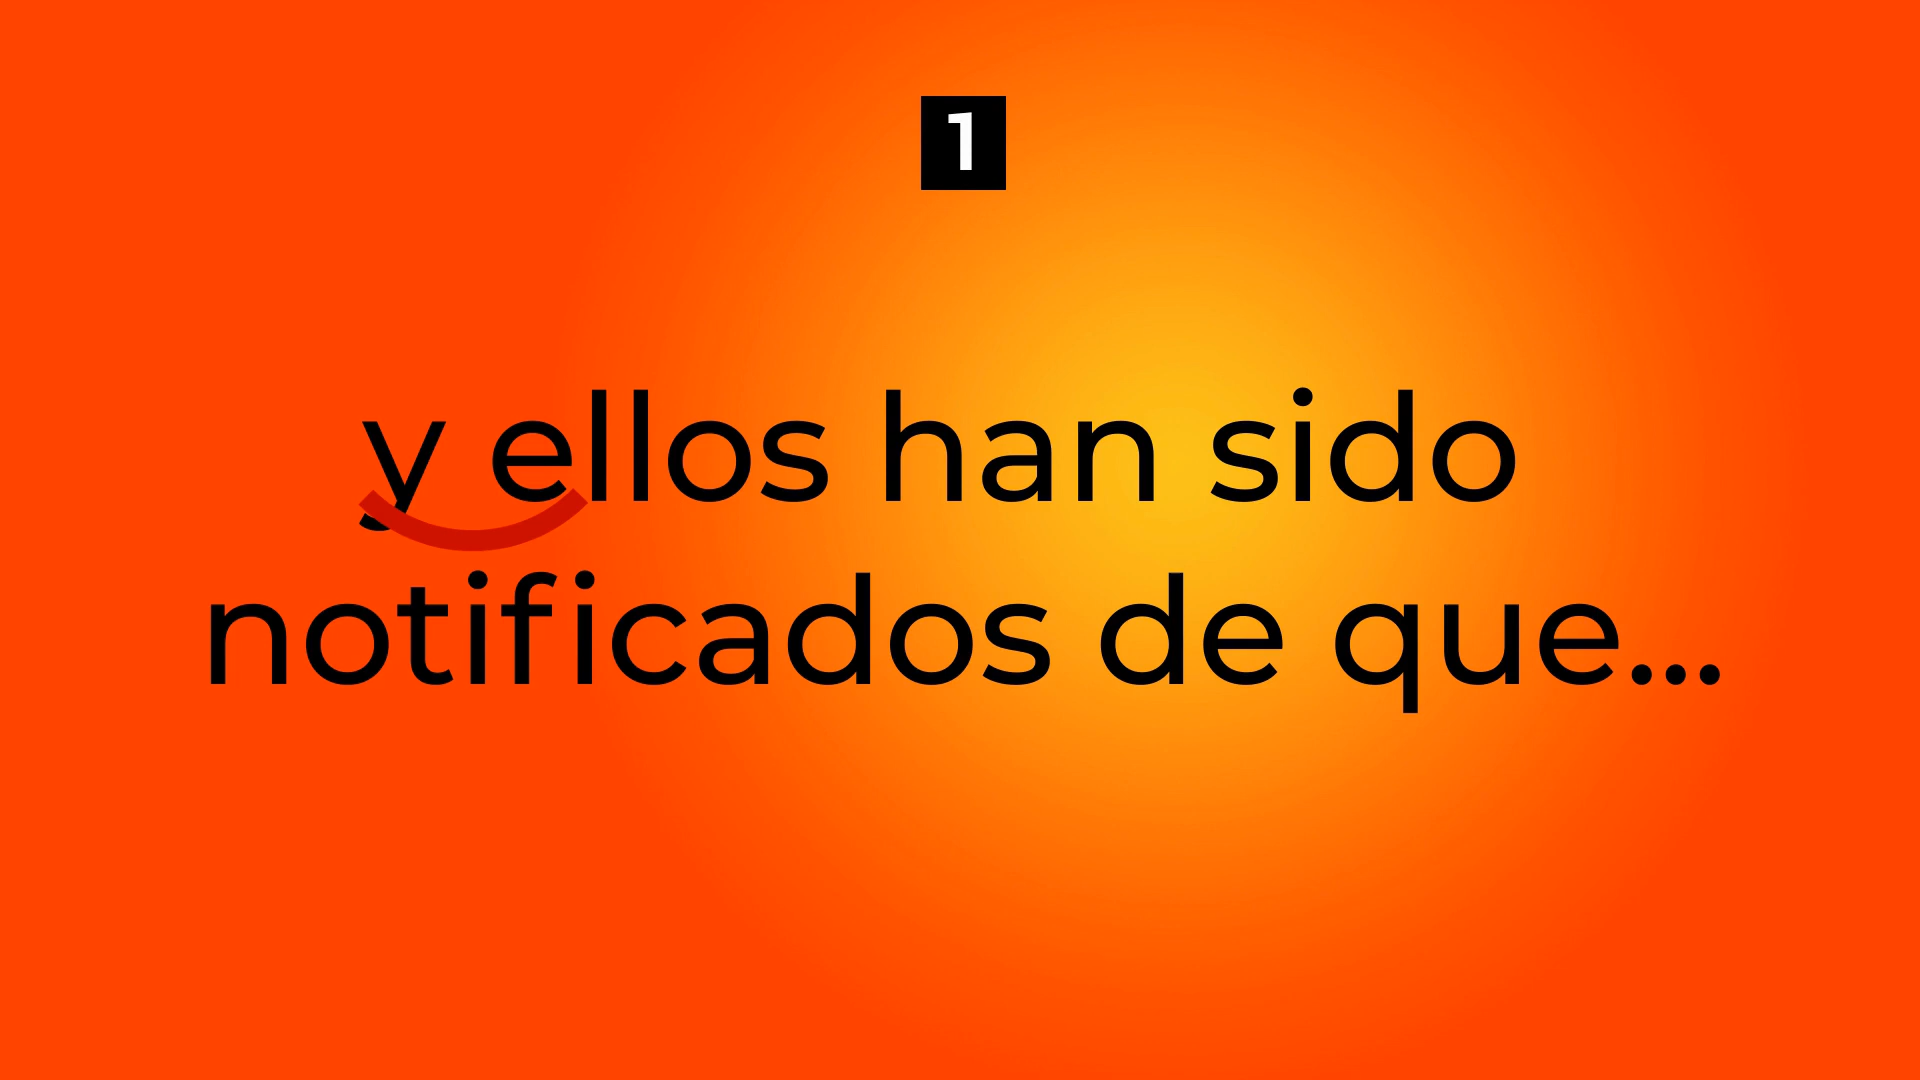 1
y ellos han sido
notificados de que...